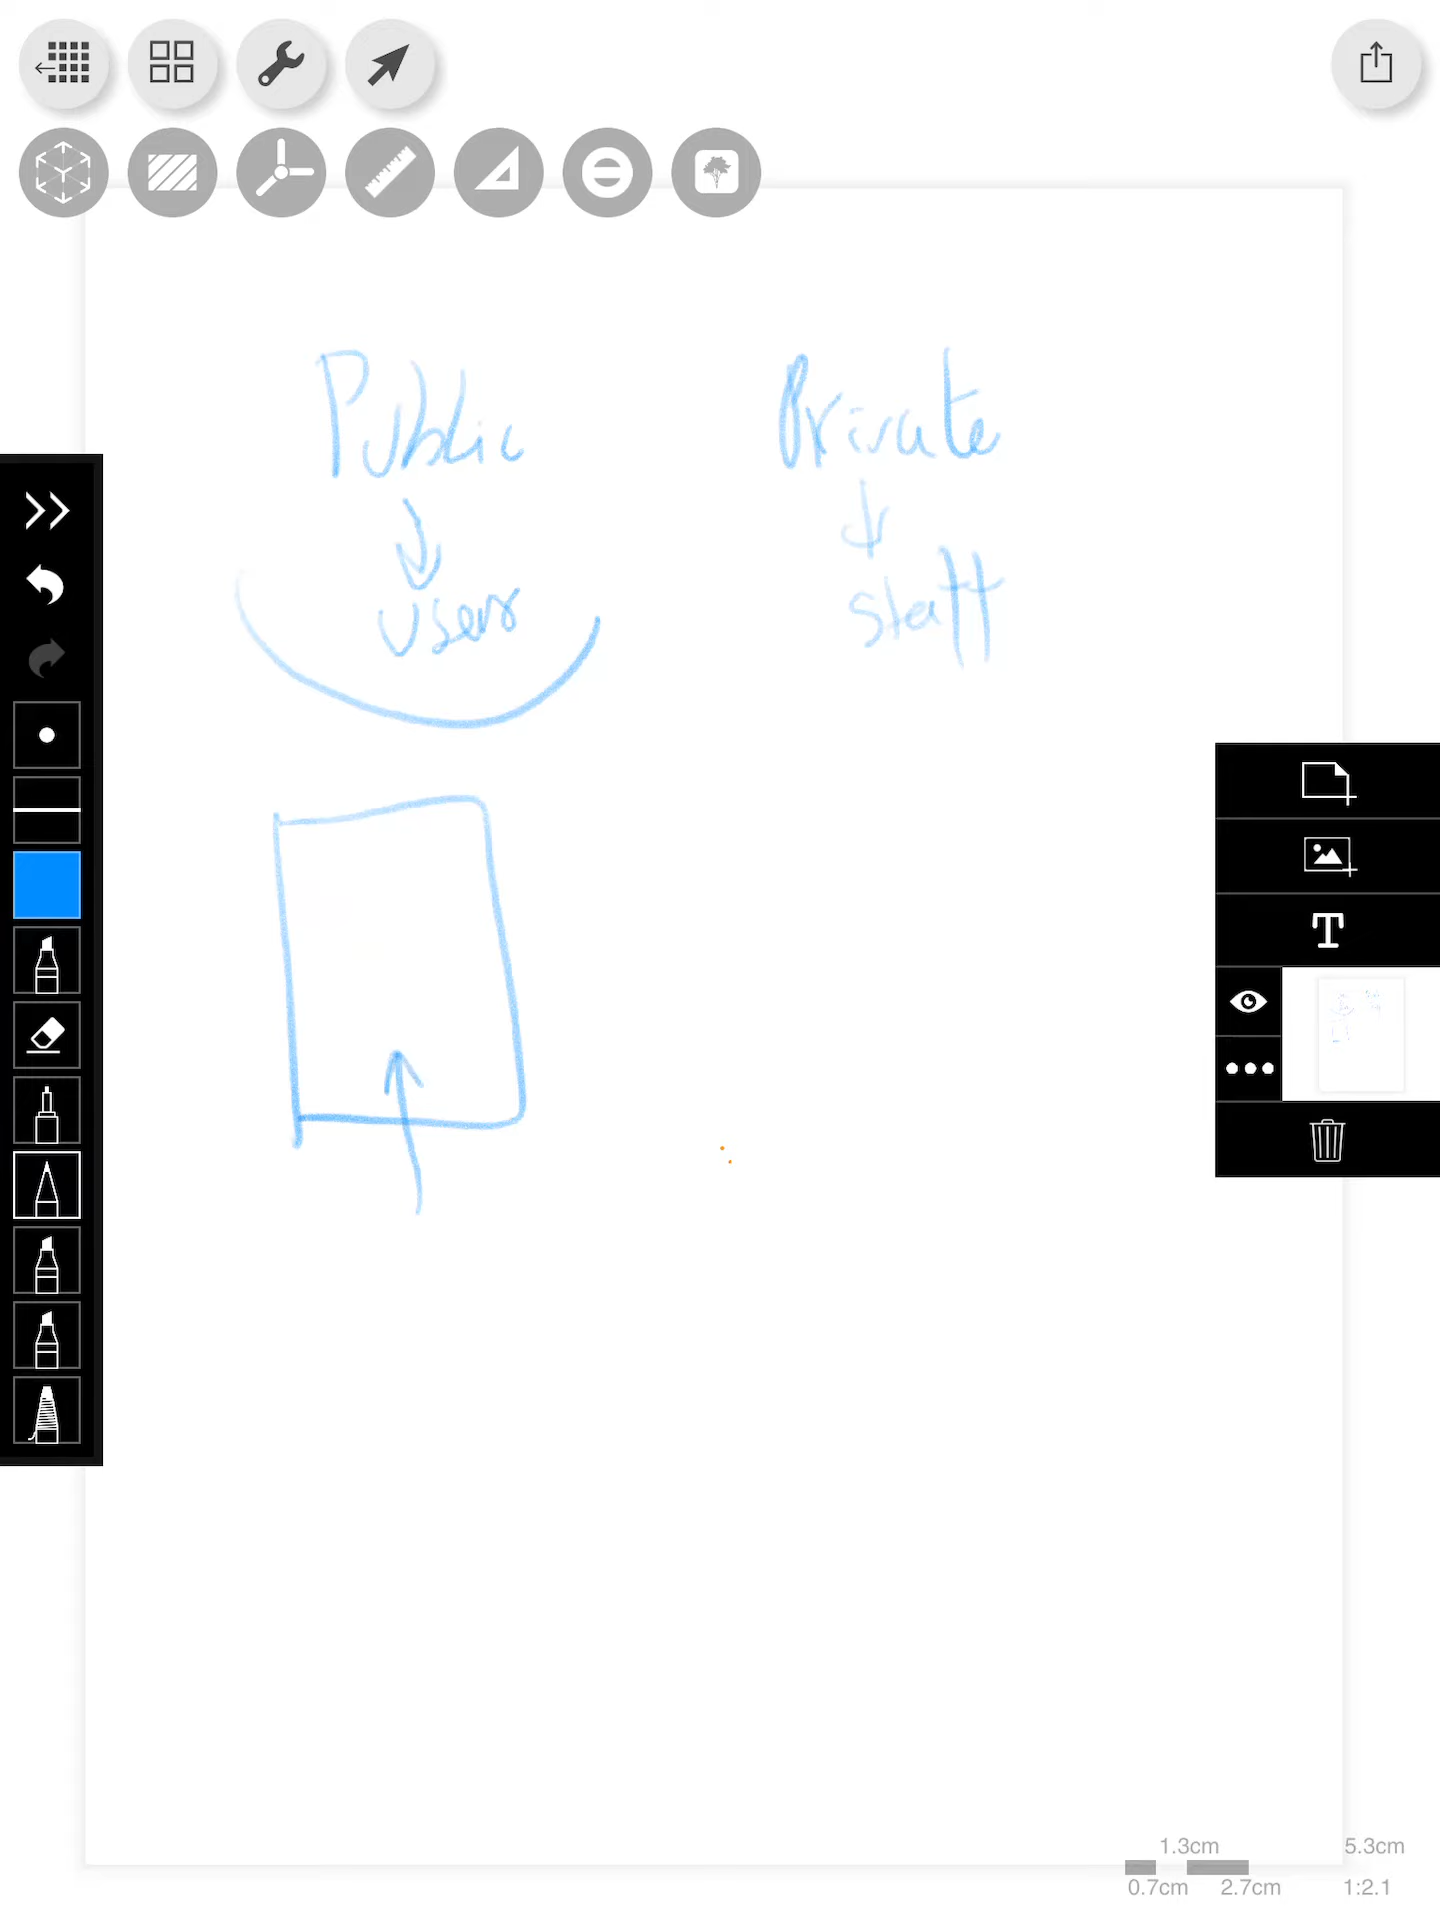 Public Private
↓ ↓
Users staff
T
1.3cm 5.3cm
0.7cm 2.7cm 1:2.1